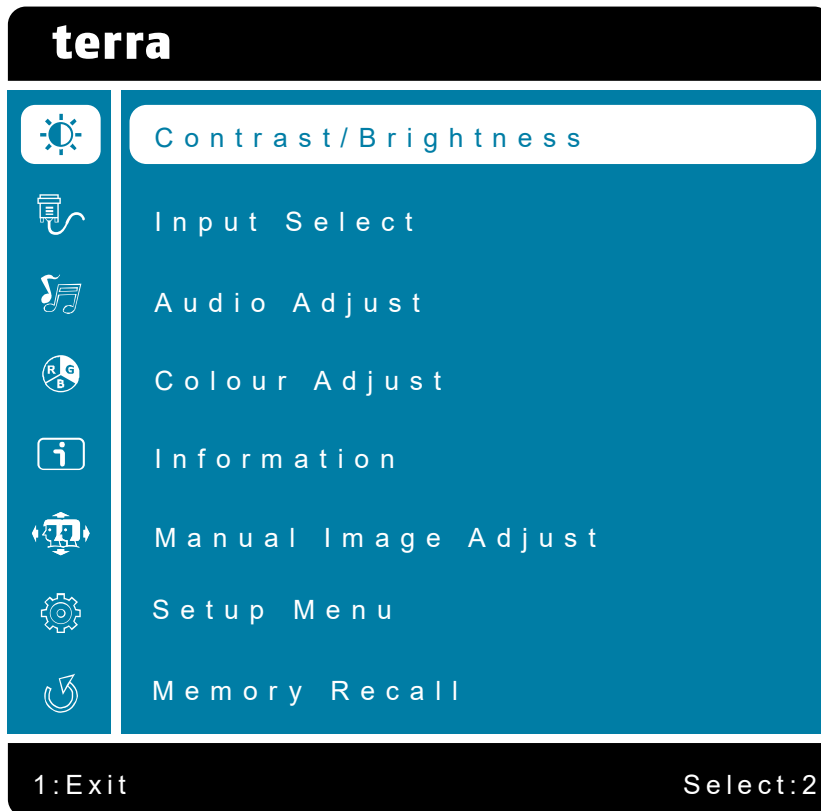 terra
Contrast/Brightness
Input Select
Audio Adjust
R G
B
Colour Adjust
i
Information
Manual Image Adjust
Setup Menu
Memory Recall
1:Exit Select:2